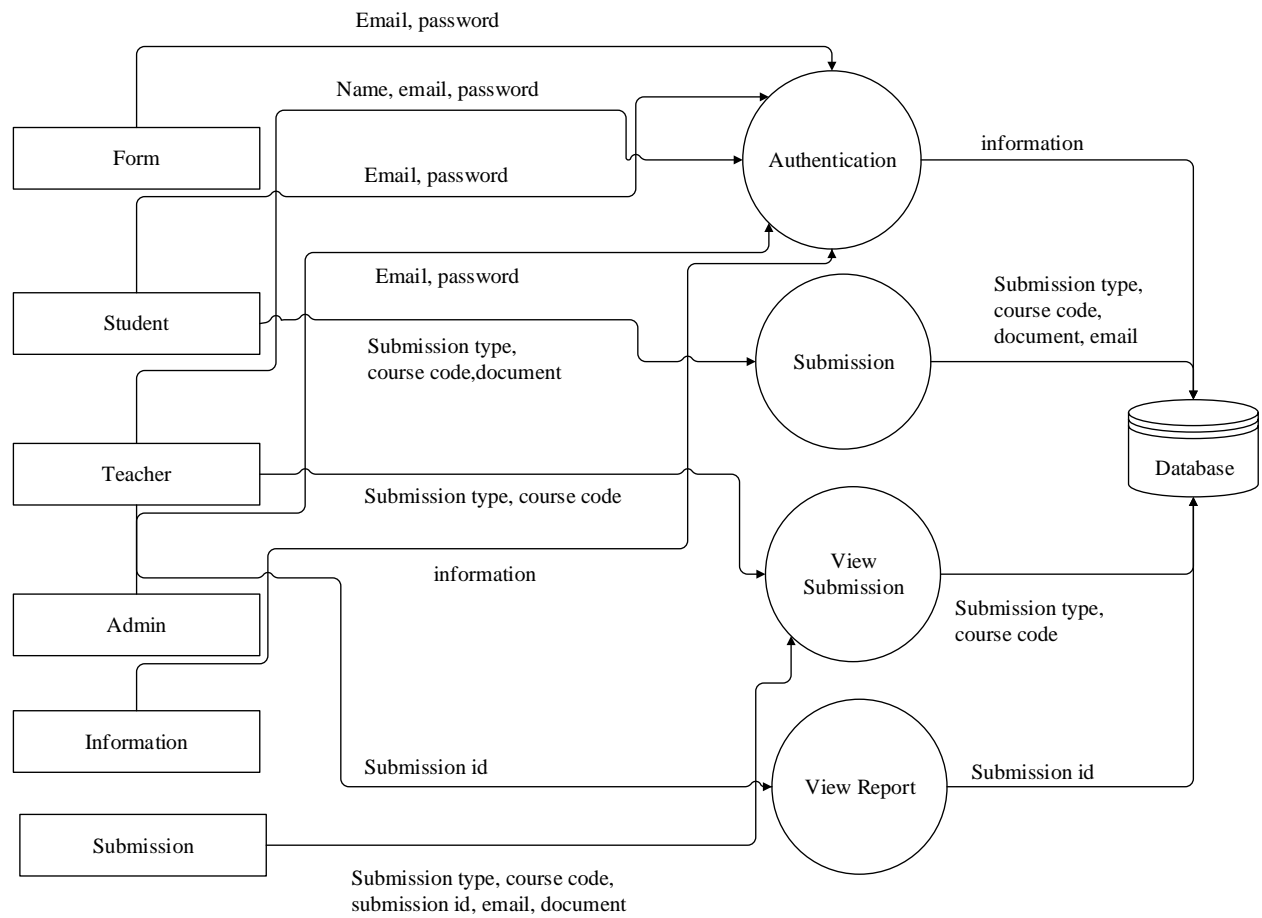 Email, password
Name, email, password
Form
Authentication
information
Email, password
Email, password
Student
Submission type,
course code,document
Submission
Submission type,
course code,
document, email
Teacher
Submission type, course code
Database
information
View
Submission
Submission type,
course code
Admin
Information
Submission id
View Report
Submission id
Submission
Submission type, course code,
submission id, email, document